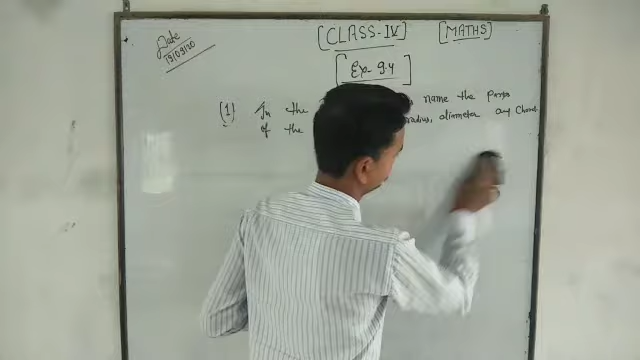 Date
19/09/20
[CLASS-IV] [MATHS]
[Ex- 9.4]
(1) In the name the Parts
of the radius, diameter and Chord